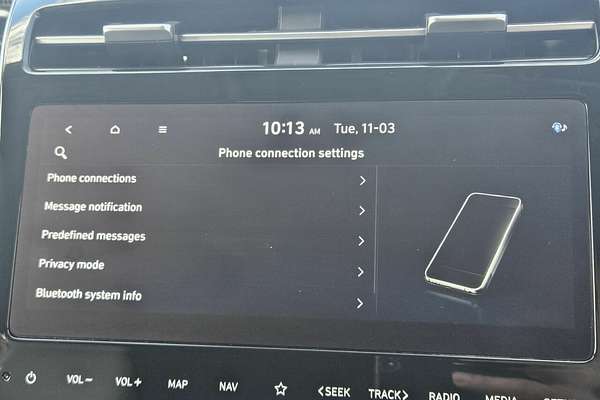 10:13 AM Tue, 11-03
Phone connection settings
Phone connections
Message notification
Predefined messages
Privacy mode
Bluetooth system info
VOL− VOL+ MAP NAV <SEEK TRACK> RADIO MEDIA